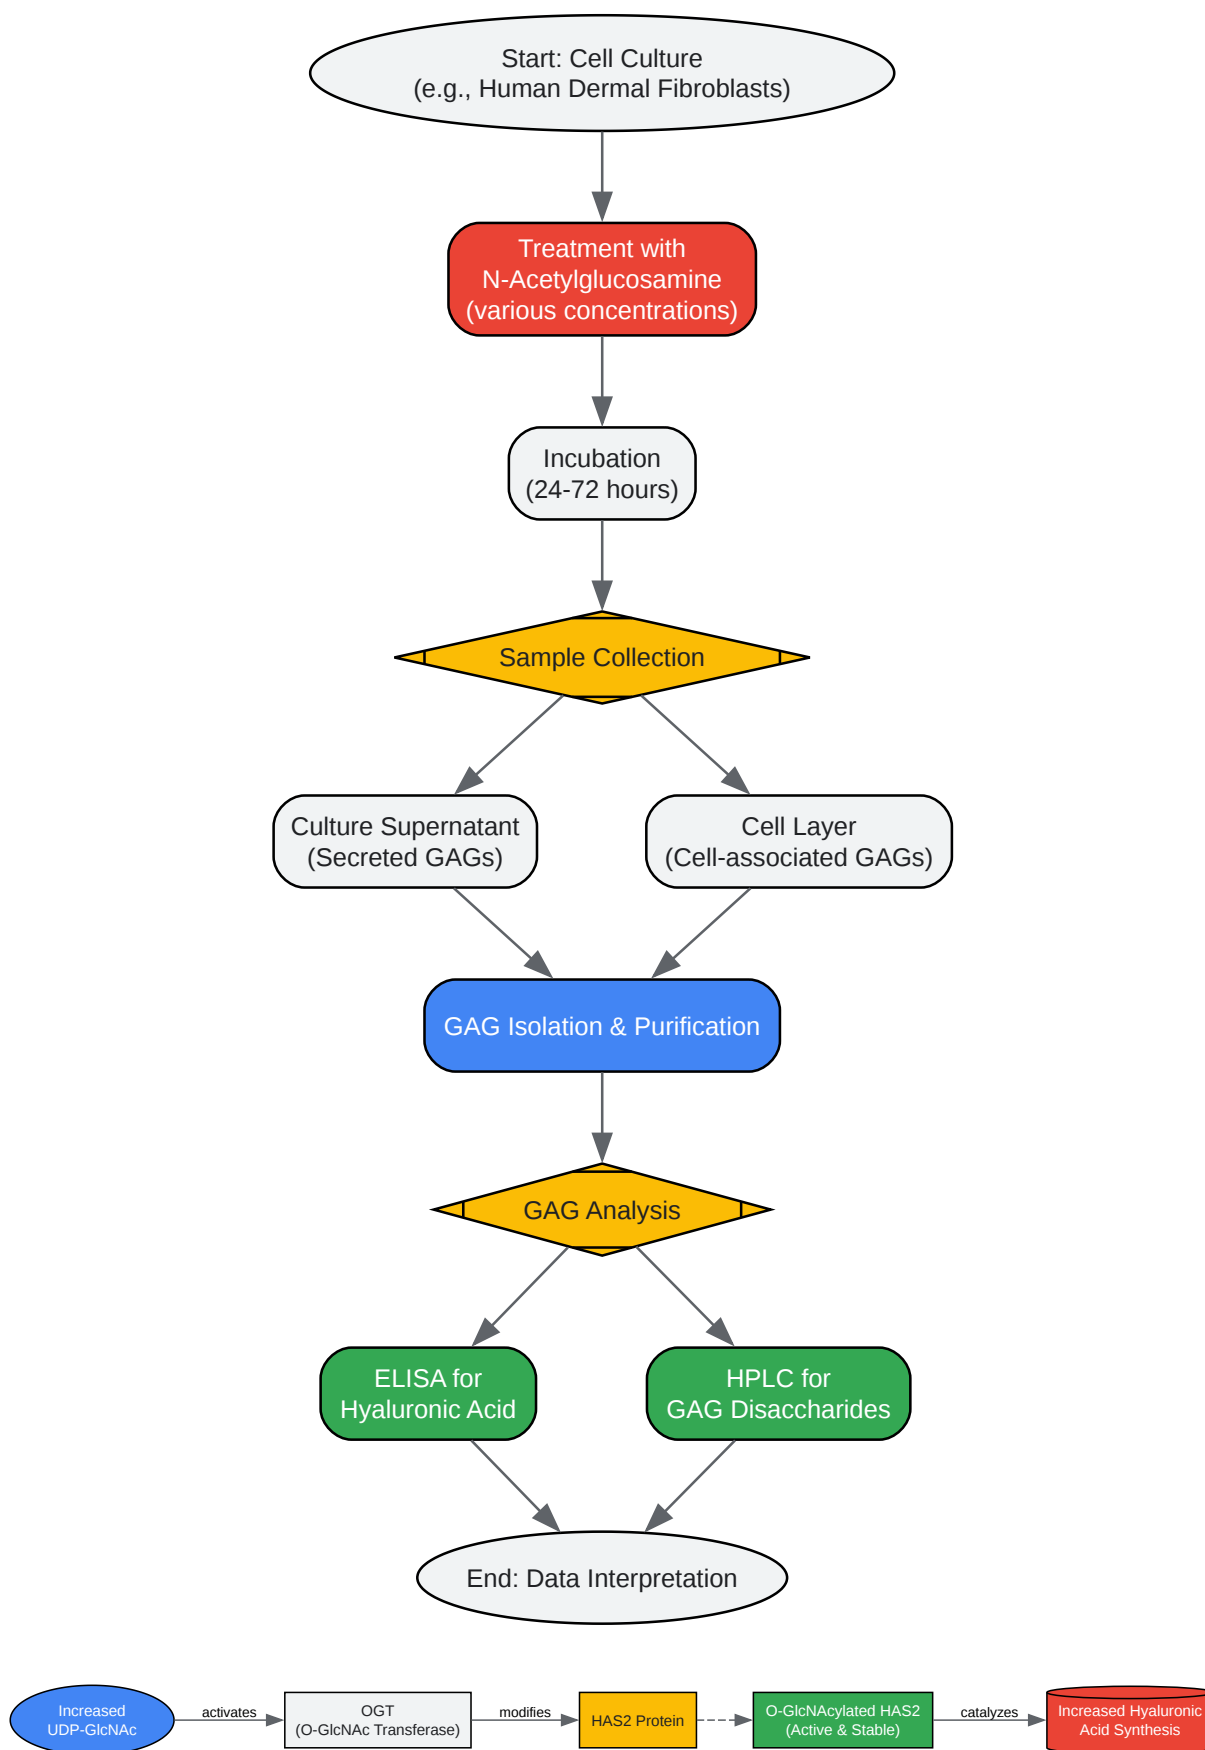 Start: Cell Culture
(e.g., Human Dermal Fibroblasts)
Treatment with
N-Acetylglucosamine
(various concentrations)
Incubation
(24-72 hours)
Sample Collection
Culture Supernatant
(Secreted GAGs)
Cell Layer
(Cell-associated GAGs)
GAG Isolation & Purification
GAG Analysis
ELISA for
Hyaluronic Acid
HPLC for
GAG Disaccharides
End: Data Interpretation
Increased
UDP-GlcNAc
activates
OGT
(O-GlcNAc Transferase)
modifies
HAS2 Protein
O-GlcNAcylated HAS2
(Active & Stable)
catalyzes
Increased Hyaluronic
Acid Synthesis